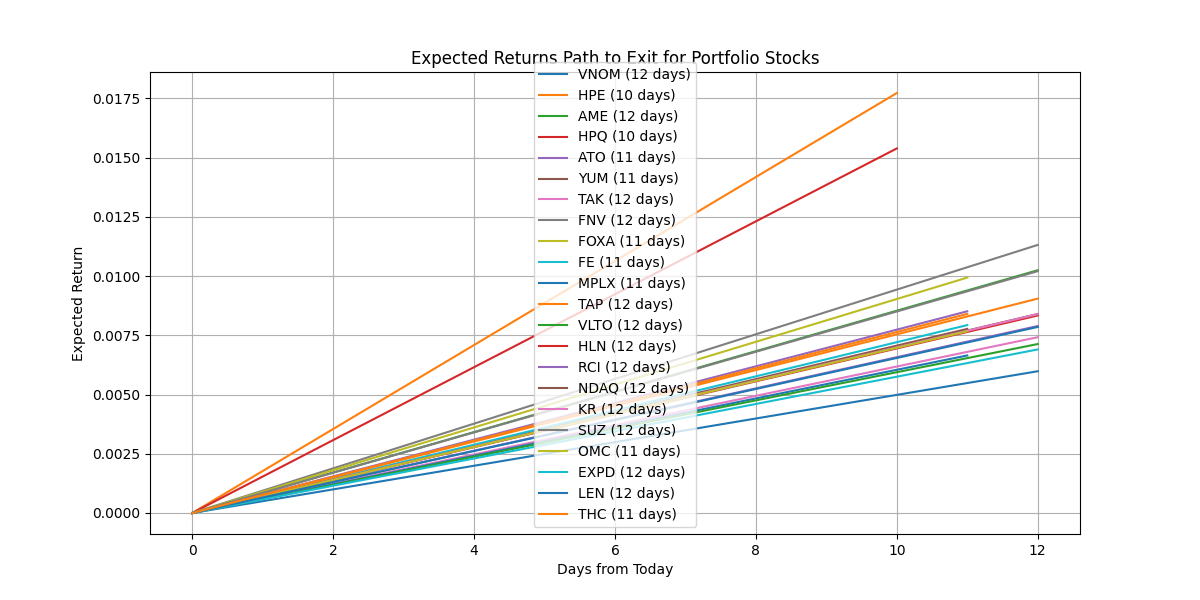 Expected Returns Path to Exit for Portfolio Stocks
VNOM (12 days)
HPE (10 days)
AME (12 days)
HPQ (10 days)
ATO (11 days)
YUM (11 days)
TAK (12 days)
FNV (12 days)
FOXA (11 days)
FE (11 days)
MPLX (11 days)
TAP (12 days)
VLTO (12 days)
HLN (12 days)
RCI (12 days)
NDAQ (12 days)
KR (12 days)
SUZ (12 days)
OMC (11 days)
EXPD (12 days)
LEN (12 days)
THC (11 days)
Expected Return
0.0175
0.0150
0.0125
0.0100
0.0075
0.0050
0.0025
0.0000
0 2 4 6 8 10 12
Days from Today